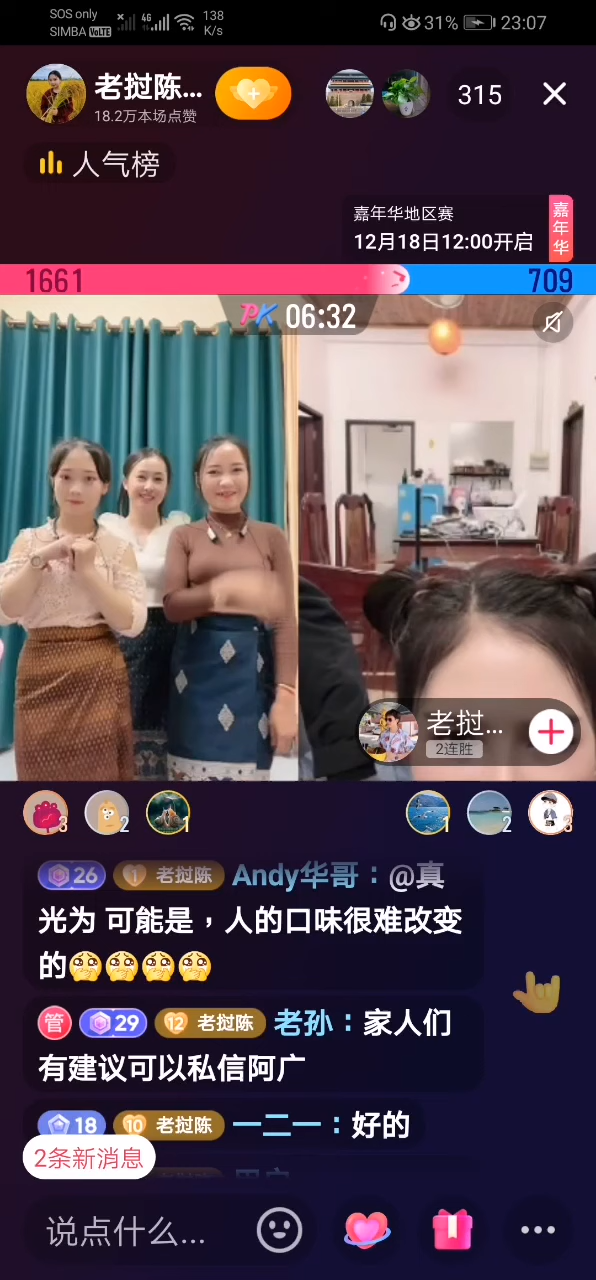 SOS only
SIMBA VoLTE
4G
138
K/s
31%
23:07
老挝陈...
18.2万本场点赞
315
人气榜
嘉年华地区赛
12月18日12:00开启
嘉年华
1661
709
PK 06:32
老挝...
2连胜
3
2
1
1
2
3
26 1 老挝陈 Andy华哥：@真
光为 可能是，人的口味很难改变
的🥺🥺🥺🥺
管 29 12 老挝陈 老孙：家人们
有建议可以私信阿广
18 10 老挝陈 一二一：好的
2条新消息
说点什么...